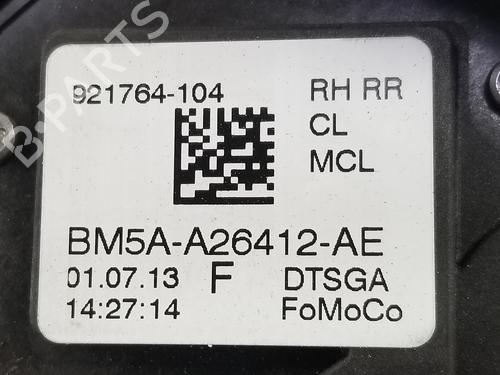 B-PARTS
921764-104 RH RR
CL
MCL
BM5A-A26412-AE
01.07.13 F DTSGA
14:27:14 FoMoCo